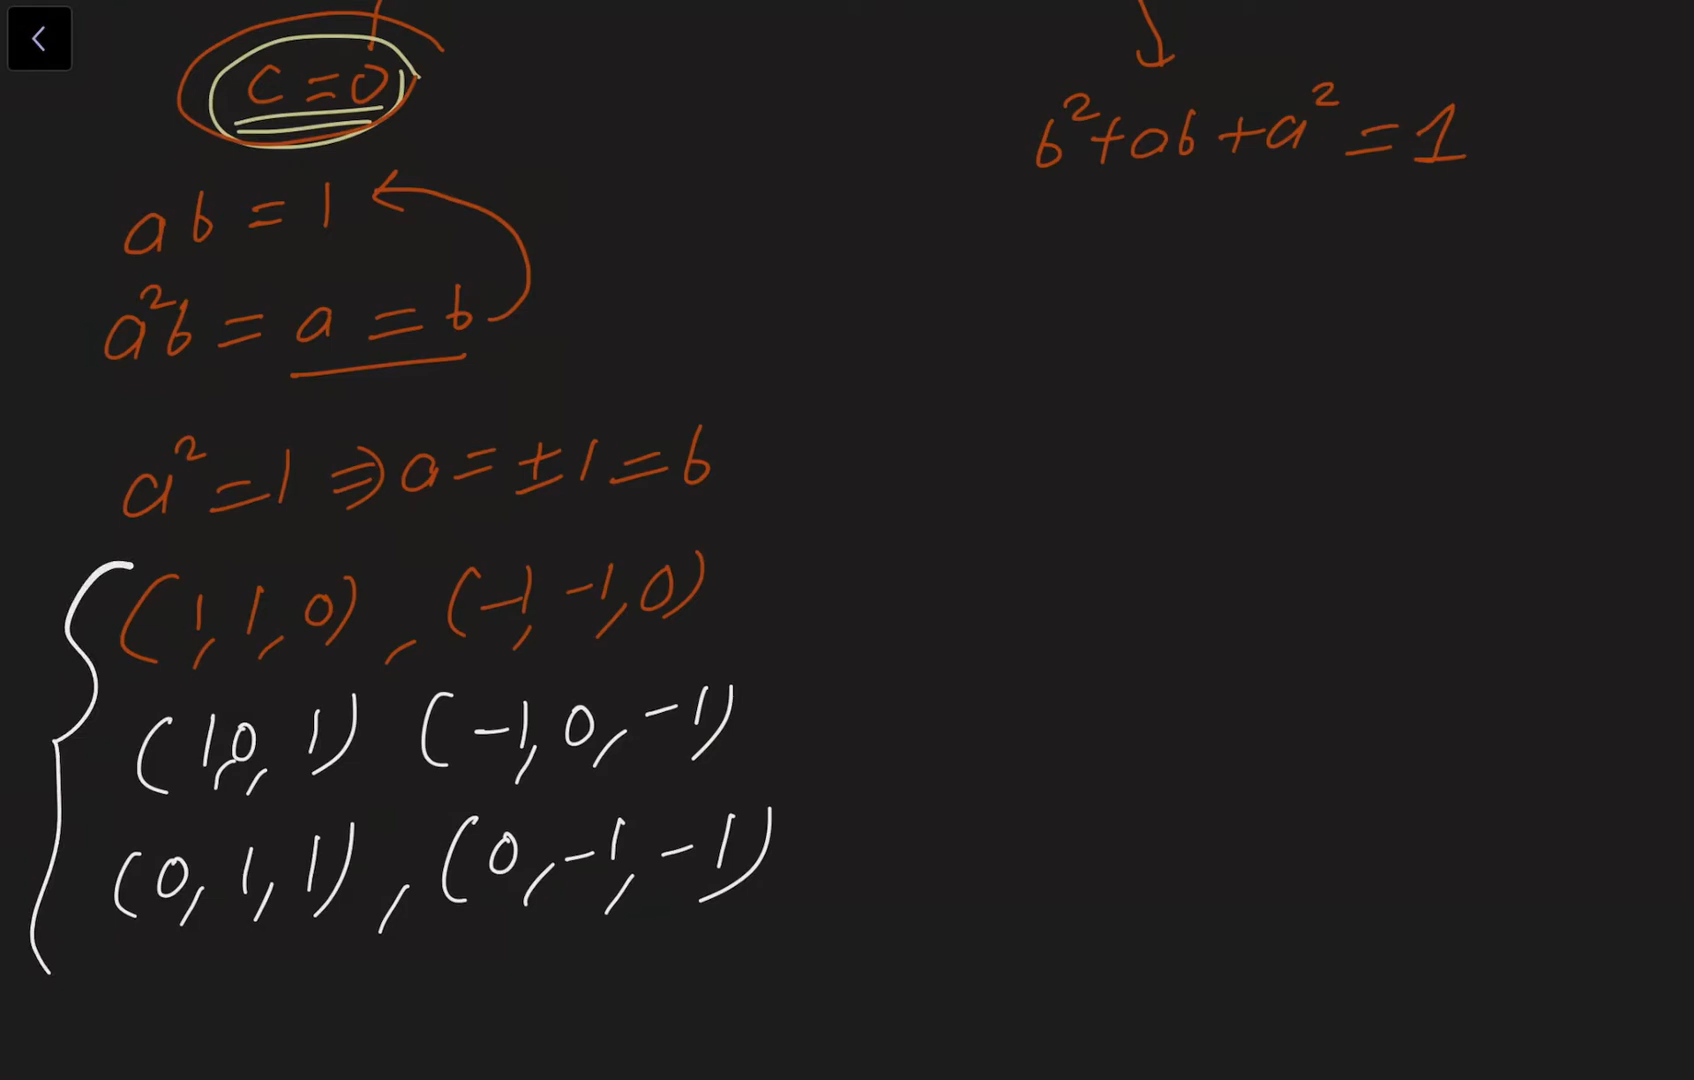 c = 0
b² + ab + a² = 1
ab = 1
a²b = a = b
a² = 1 ⇒ a = ±1 = b
(1, 1, 0), (-1, -1, 0)
(1, 0, 1) (-1, 0, -1)
(0, 1, 1), (0, -1, -1)